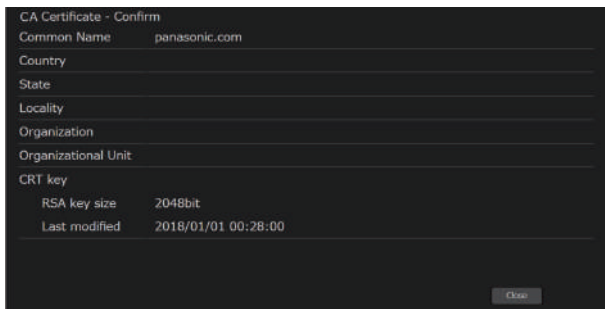 CA Certificate - Confirm
Common Name panasonic.com
Country
State
Locality
Organization
Organizational Unit
CRT key
RSA key size 2048bit
Last modified 2018/01/01 00:28:00
Close